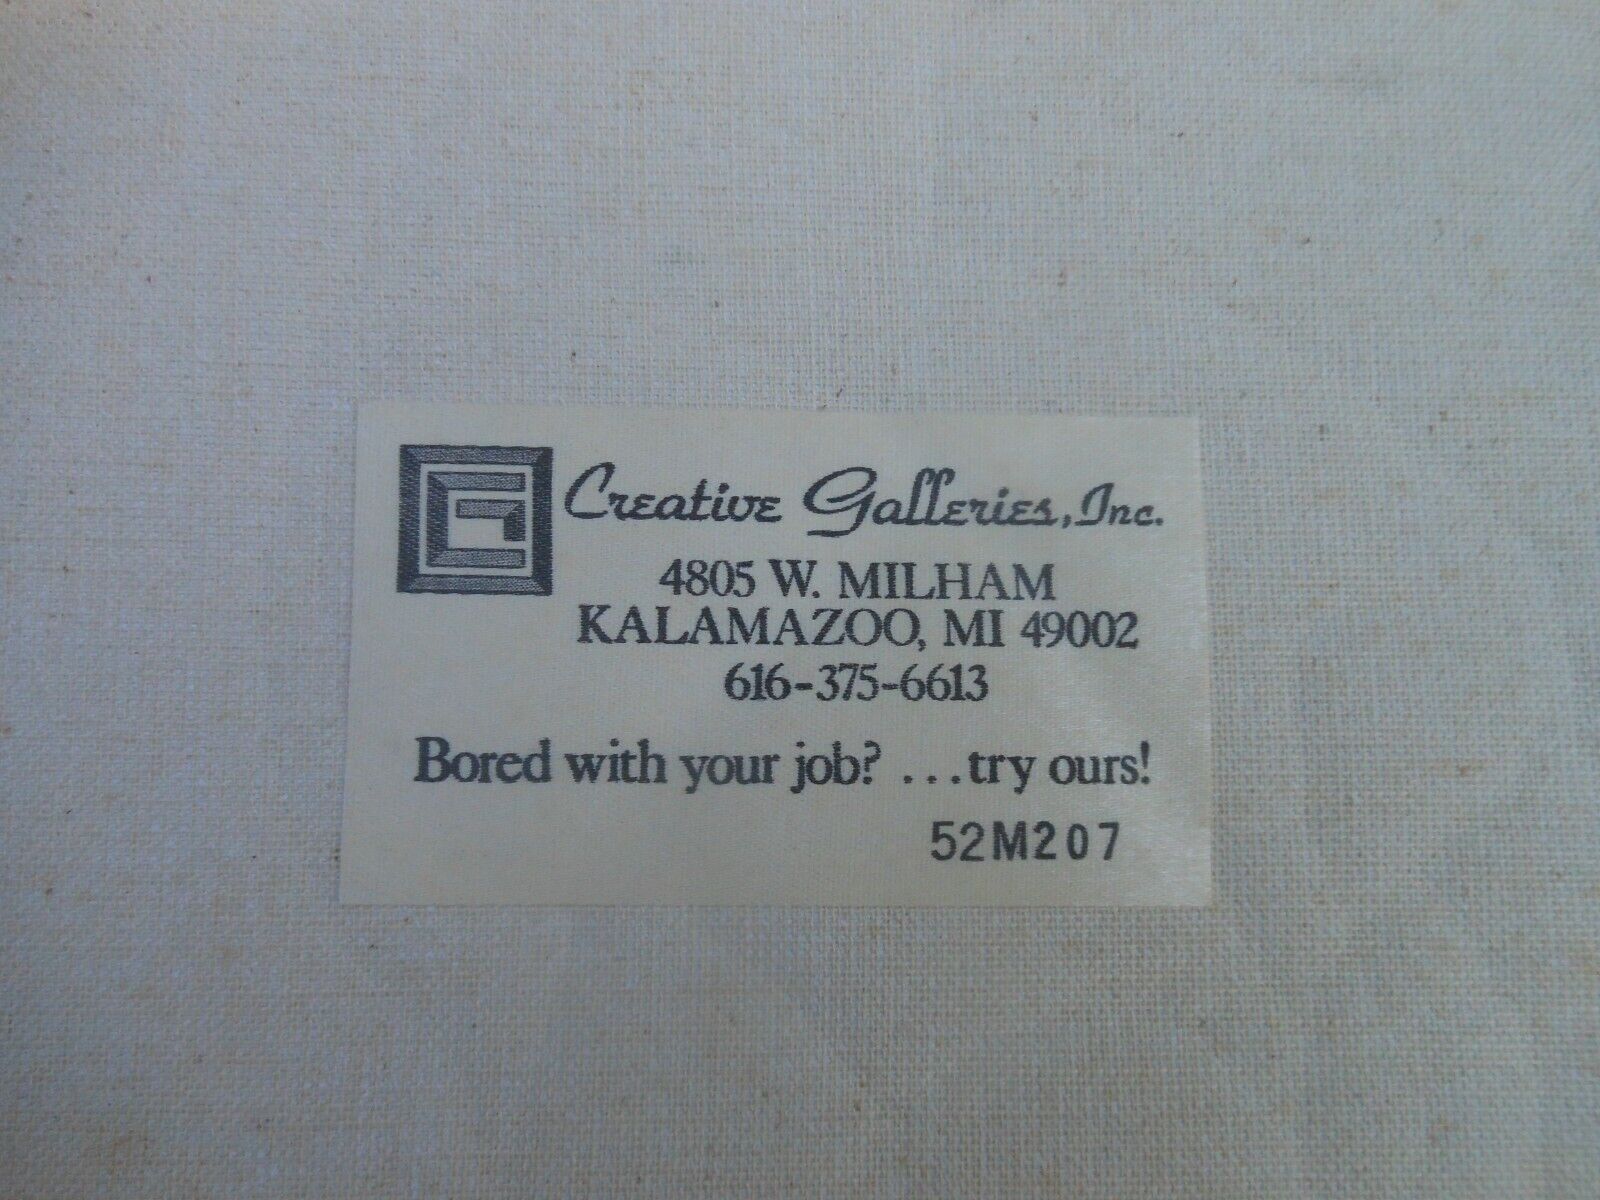 Creative Galleries, Inc.
4805 W. MILHAM
KALAMAZOO, MI 49002
616-375-6613
Bored with your job? ...try ours!
52M207